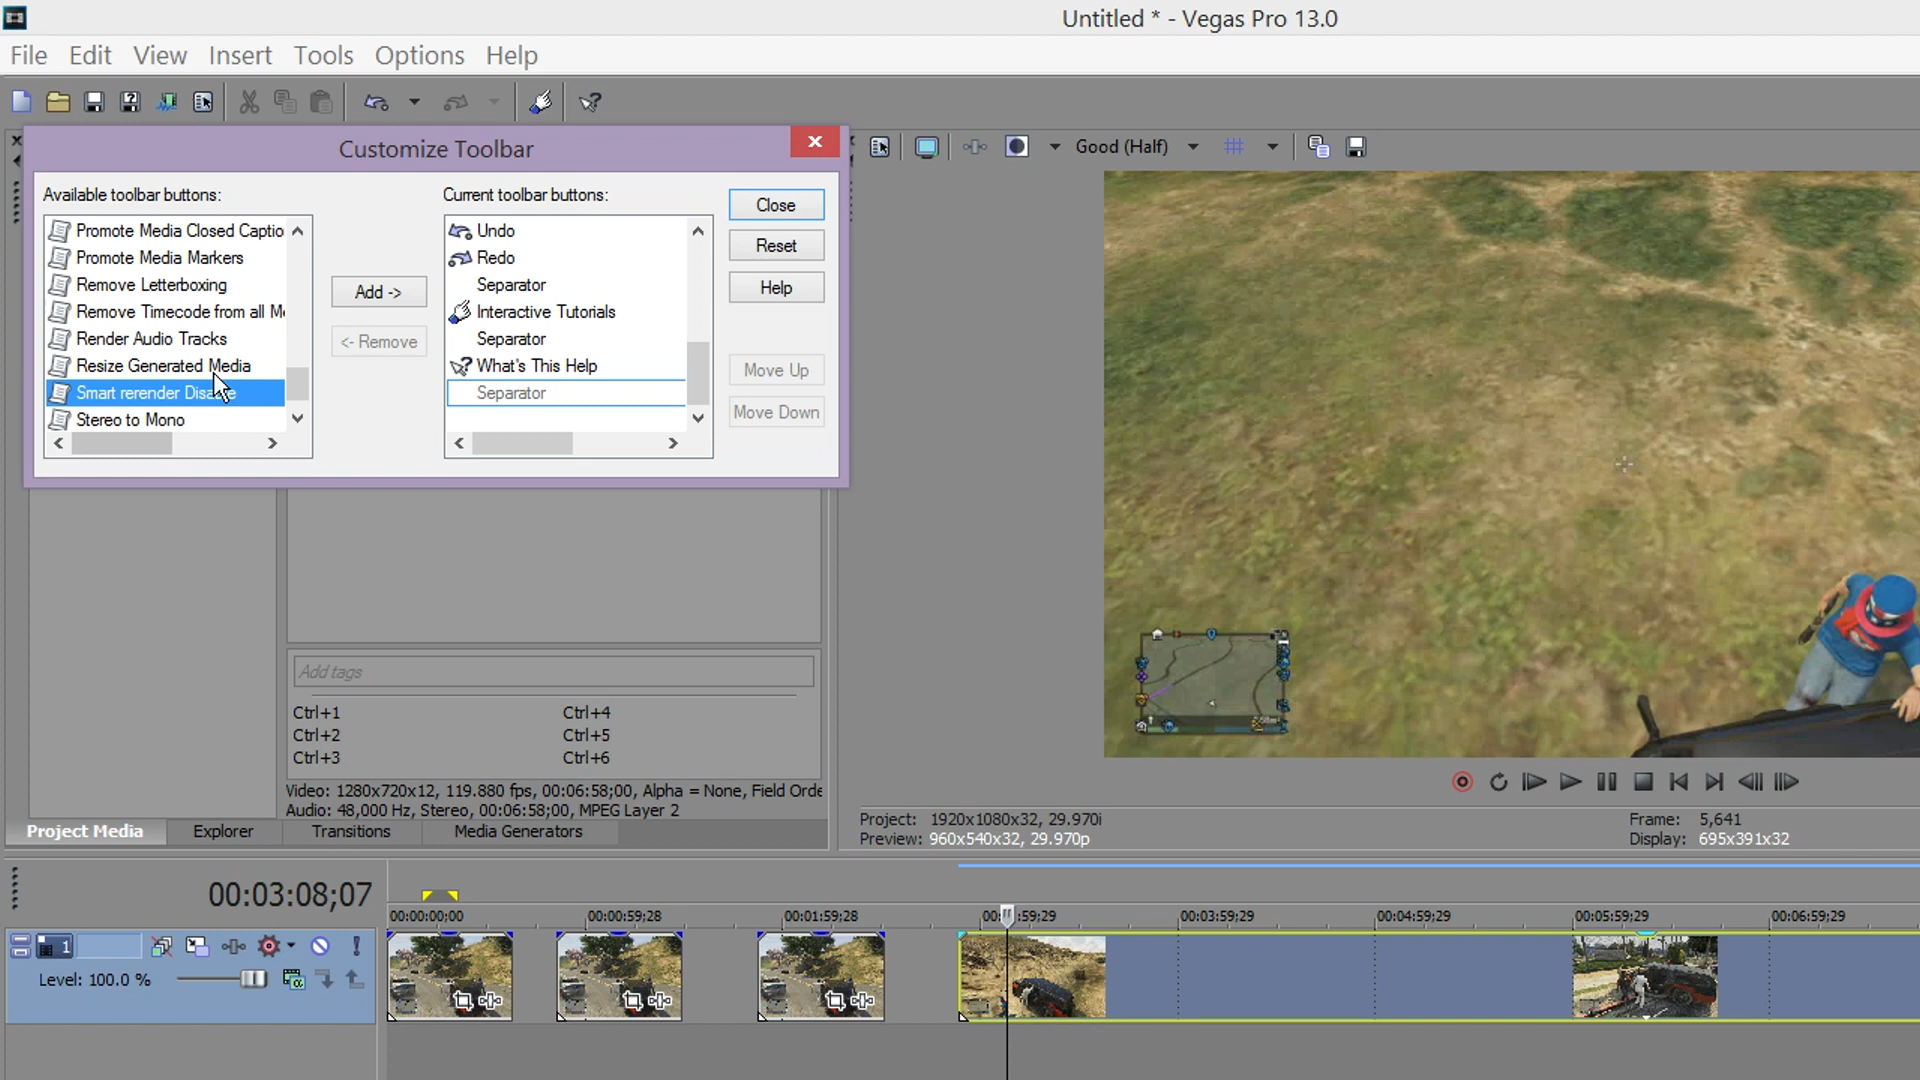 Untitled * - Vegas Pro 13.0
File Edit View Insert Tools Options Help
Customize Toolbar
Good (Half)
Available toolbar buttons:
Current toolbar buttons:
Promote Media Closed Captio
Promote Media Markers
Remove Letterboxing
Remove Timecode from all M
Render Audio Tracks
Resize Generated Media
Smart rerender
Stereo to Mono
Add ->
<- Remove
Undo
Redo
Separator
Interactive Tutorials
Separator
What's This Help
Separator
Close
Reset
Help
Move Up
Move Down
Add tags
Ctrl+1 Ctrl+4
Ctrl+2 Ctrl+5
Ctrl+3 Ctrl+6
Video: 1280x720x12, 119.880 fps, 00:06:58;00, Alpha = None, Field Orde
Audio: 48,000 Hz, Stereo, 00:06:58;00, MPEG Layer 2
Project Media Explorer Transitions Media Generators
Project: 1920x1080x32, 29.970i
Preview: 960x540x32, 29.970p
Frame: 5,641
Display: 695x391x32
00:03:08;07
00:00:00;00 00:00:59;28 00:01:59;28 :59;29 00:03:59;29 00:04:59;29 00:05:59;29 00:06:59;29
1
Level: 100.0 %